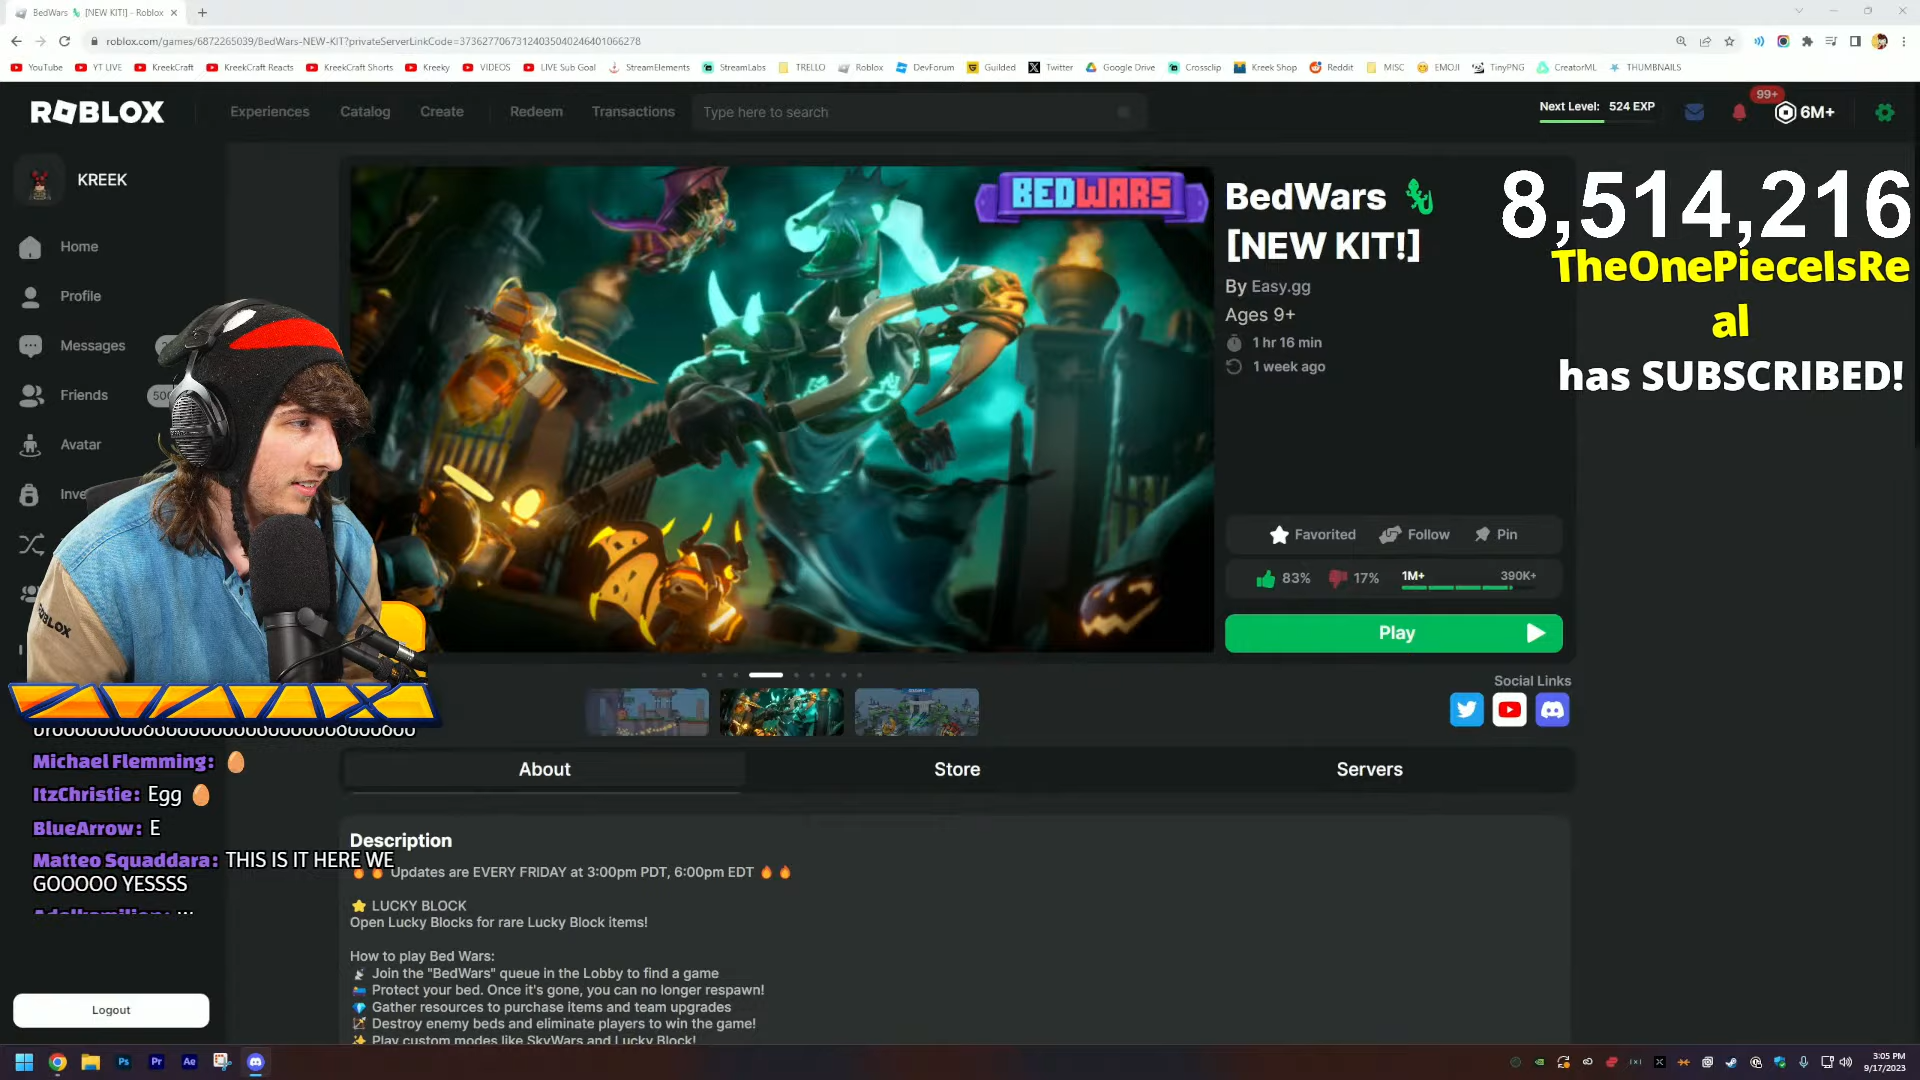 BedWars [NEW KIT!] - Roblox
roblox.com/games/6872265039/BedWars-NEW-KIT?privateServerLinkCode=37362770673124035040246401066278
YouTube YT LIVE KreekCraft KreekCraft Reacts KreekCraft Shorts Kreeky VIDEOS LIVE Sub Goal StreamElements StreamLabs TRELLO Roblox DevForum Guilded Twitter Google Drive Crossclip Kreek Shop Reddit MISC EMOJI TinyPNG CreatorML THUMBNAILS
ROBLOX Experiences Catalog Create Redeem Transactions Type here to search Next Level: 524 EXP 99+ 6M+
KREEK
Home
Profile
Messages
Friends
Avatar
BEDWARS
BedWars
[NEW KIT!]
By Easy.gg
Ages 9+
1 hr 16 min
1 week ago
Favorited Follow Pin
83% 17% 1M+ 390K+
Play
8,514,216
TheOnePieceIsRe
al
has SUBSCRIBED!
Social Links
Michael Flemming:
ItzChristie: Egg
BlueArrow: E
Matteo Squaddara: THIS IS IT HERE WE
GOOOOO YESSSS
About Store Servers
Description
Updates are EVERY FRIDAY at 3:00pm PDT, 6:00pm EDT
LUCKY BLOCK
Open Lucky Blocks for rare Lucky Block items!
How to play Bed Wars:
Join the "BedWars" queue in the Lobby to find a game
Protect your bed. Once it's gone, you can no longer respawn!
Gather resources to purchase items and team upgrades
Destroy enemy beds and eliminate players to win the game!
Play custom modes like SkyWars and Lucky Block!
Logout
Ps Pr Ae
3:05 PM
9/17/2023